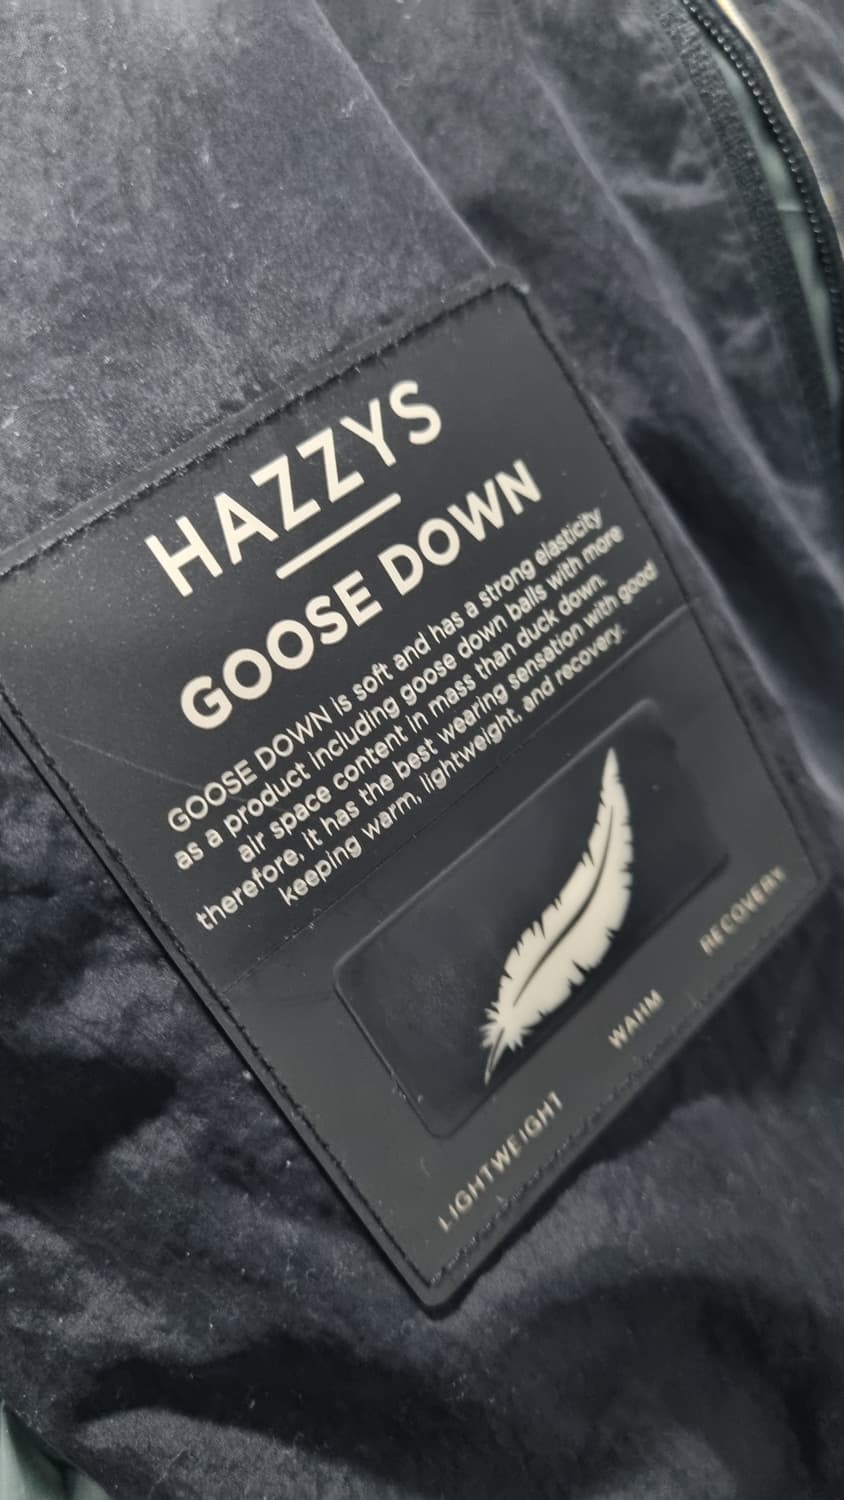 HAZZYS
GOOSE DOWN
GOOSE DOWN is soft and has a strong elasticity
as a product including goose down balls with more
air space content in mass than duck down.
therefore, it has the best wearing sensation with good
keeping warm, lightweight, and recovery.
LIGHTWEIGHT WAHM RECOVERY